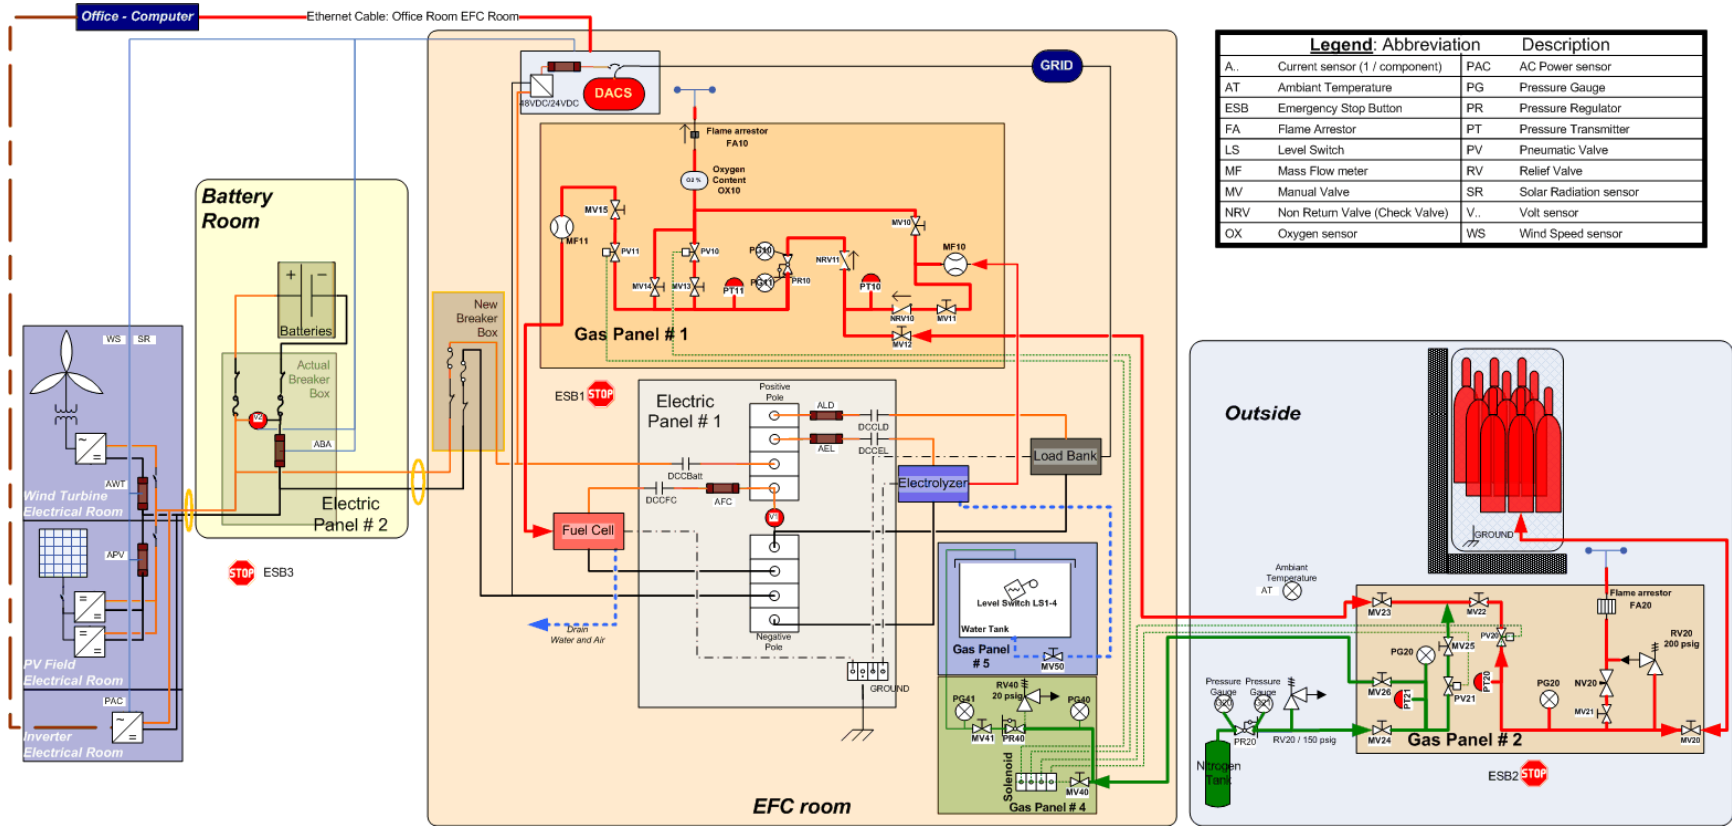 Office - Computer
Ethernet Cable: Office Room EFC Room
GRID
DACS
48VDC/24VDC
Legend: Abbreviation Description
A.. Current sensor (1 / component) PAC AC Power sensor
AT Ambiant Temperature PG Pressure Gauge
ESB Emergency Stop Button PR Pressure Regulator
FA Flame Arrestor PT Pressure Transmitter
LS Level Switch PV Pneumatic Valve
MF Mass Flow meter RV Relief Valve
MV Manual Valve SR Solar Radiation sensor
NRV Non Return Valve (Check Valve) V.. Volt sensor
OX Oxygen sensor WS Wind Speed sensor
Flame arrestor
FA10
Oxygen
Content
OX10
O2 %
MV15
MF11
PV11
PV10
MV14
MV13
PT11
PG10
PG11
PR10
NRV11
PT10
MV10
MF10
NRV10
MV11
MV12
Gas Panel # 1
Battery
Room
+ −
Batteries
Actual
Breaker
Box
V2
ABA
Electric
Panel # 2
New
Breaker
Box
WS SR
AWT
Wind Turbine
Electrical Room
APV
PV Field
Electrical Room
PAC
Inverter
Electrical Room
STOP ESB3
ESB1 STOP
Electric
Panel # 1
Positive
Pole
ALD
DCCLD
AEL
DCCEL
DCCBatt
DCCFC
AFC
V1
Load Bank
Electrolyzer
Fuel Cell
Drain
Water and Air
Negative
Pole
GROUND
Level Switch LS1-4
Water Tank
Gas Panel
# 5
MV50
RV40
20 psig
PG41
PG40
MV41
PR40
Solenoid
MV40
Gas Panel # 4
EFC room
Outside
GROUND
Ambiant
Temperature
AT
Flame arrestor
FA20
RV20
200 psig
MV23
MV22
PV20
MV25
PG20
PT20
MV26
PT21
PV21
PG20
NV20
MV21
MV24
MV20
Gas Panel # 2
Pressure
Gauge
G20
Pressure
Gauge
G21
PR20
RV20 / 150 psig
Nitrogen
Tank
ESB2 STOP